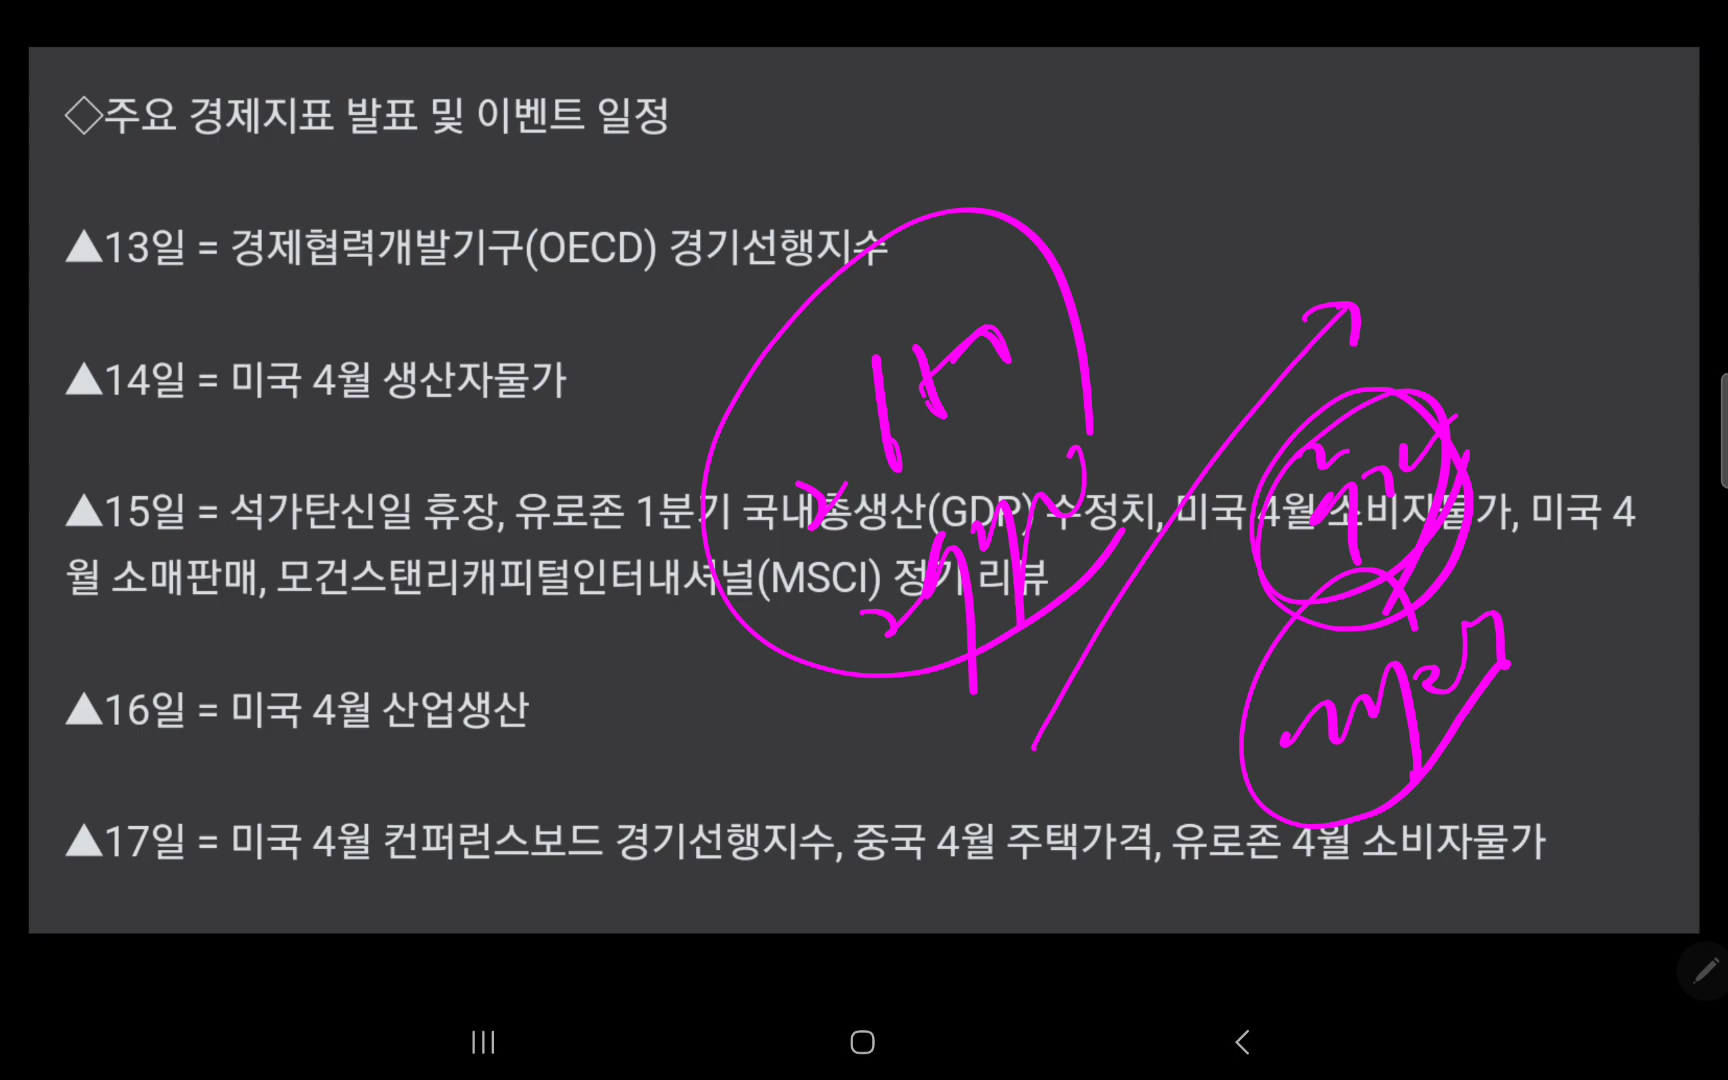 ◇주요 경제지표 발표 및 이벤트 일정
▲13일 = 경제협력개발기구(OECD) 경기선행지수
▲14일 = 미국 4월 생산자물가
▲15일 = 석가탄신일 휴장, 유로존 1분기 국내총생산(GDP) 수정치, 미국 4월 소비자물가, 미국 4
월 소매판매, 모건스탠리캐피털인터내셔널(MSCI) 정기 리뷰
▲16일 = 미국 4월 산업생산
▲17일 = 미국 4월 컨퍼런스보드 경기선행지수, 중국 4월 주택가격, 유로존 4월 소비자물가